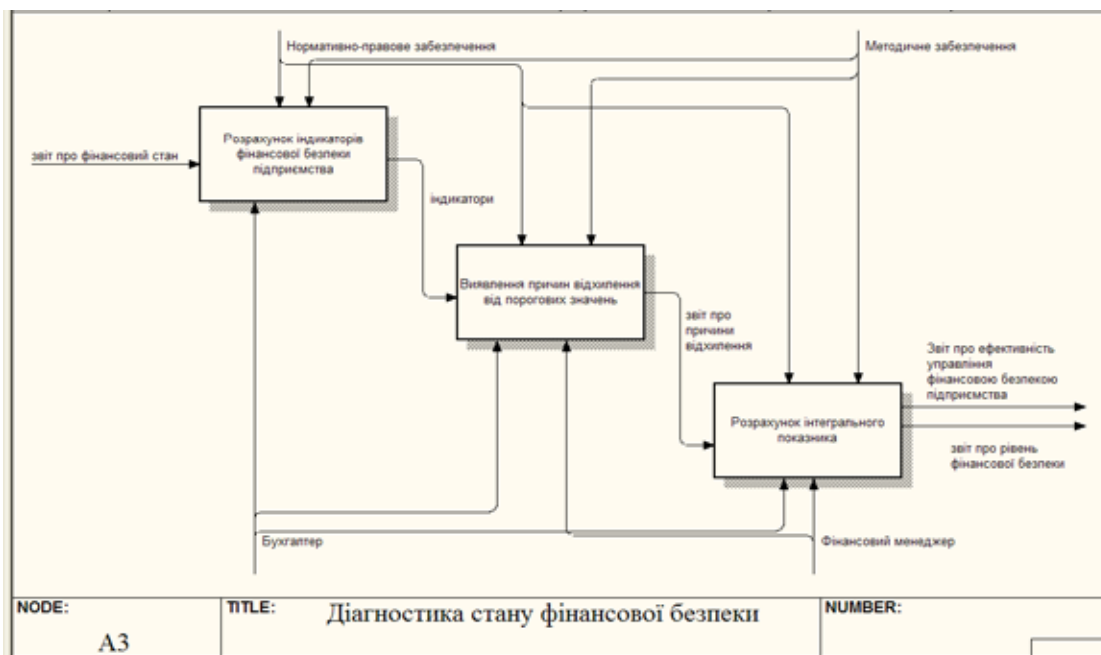 Нормативно-правове забезпечення
Методичне забезпечення
Розрахунок індикаторів
фінансової безпеки
підприємства
звіт про фінансовий стан
індикатори
Виявлення причин відхилення
від порогових значень
звіт про
причини
відхилення
Звіт про ефективність
управління
фінансовою безпекою
підприємства
Розрахунок інтегрального
показника
звіт про рівень
фінансової безпеки
Бухгалтер
Фінансовий менеджер
NODE:
TITLE:
Діагностика стану фінансової безпеки
NUMBER:
A3